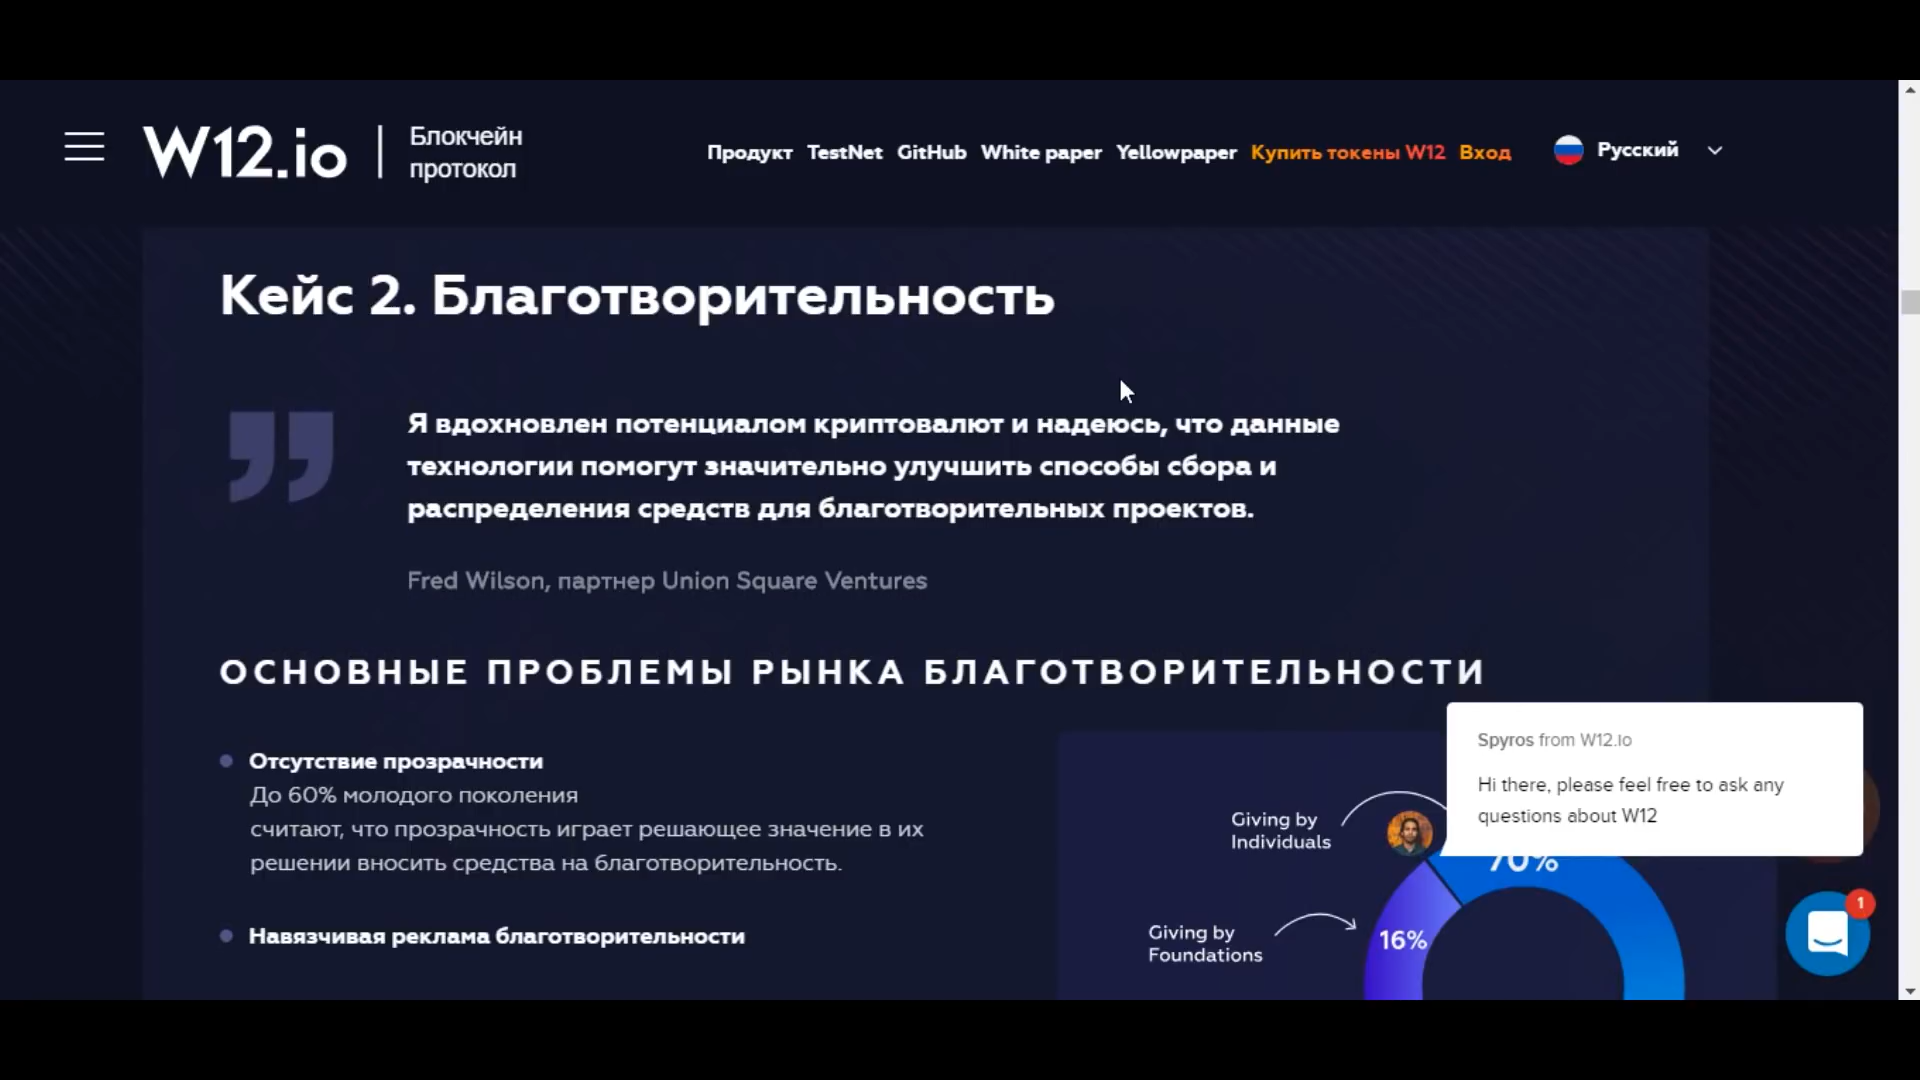 W12.io
Блокчейн
протокол
Продукт TestNet GitHub White paper Yellowpaper Купить токены W12 Вход
Русский
Кейс 2. Благотворительность
Я вдохновлен потенциалом криптовалют и надеюсь, что данные
технологии помогут значительно улучшить способы сбора и
распределения средств для благотворительных проектов.
Fred Wilson, партнер Union Square Ventures
ОСНОВНЫЕ ПРОБЛЕМЫ РЫНКА БЛАГОТВОРИТЕЛЬНОСТИ
Отсутствие прозрачности
До 60% молодого поколения
считают, что прозрачность играет решающее значение в их
решении вносить средства на благотворительность.
Навязчивая реклама благотворительности
Giving by
Individuals
70%
Giving by
Foundations
16%
Spyros from W12.io
Hi there, please feel free to ask any
questions about W12
1